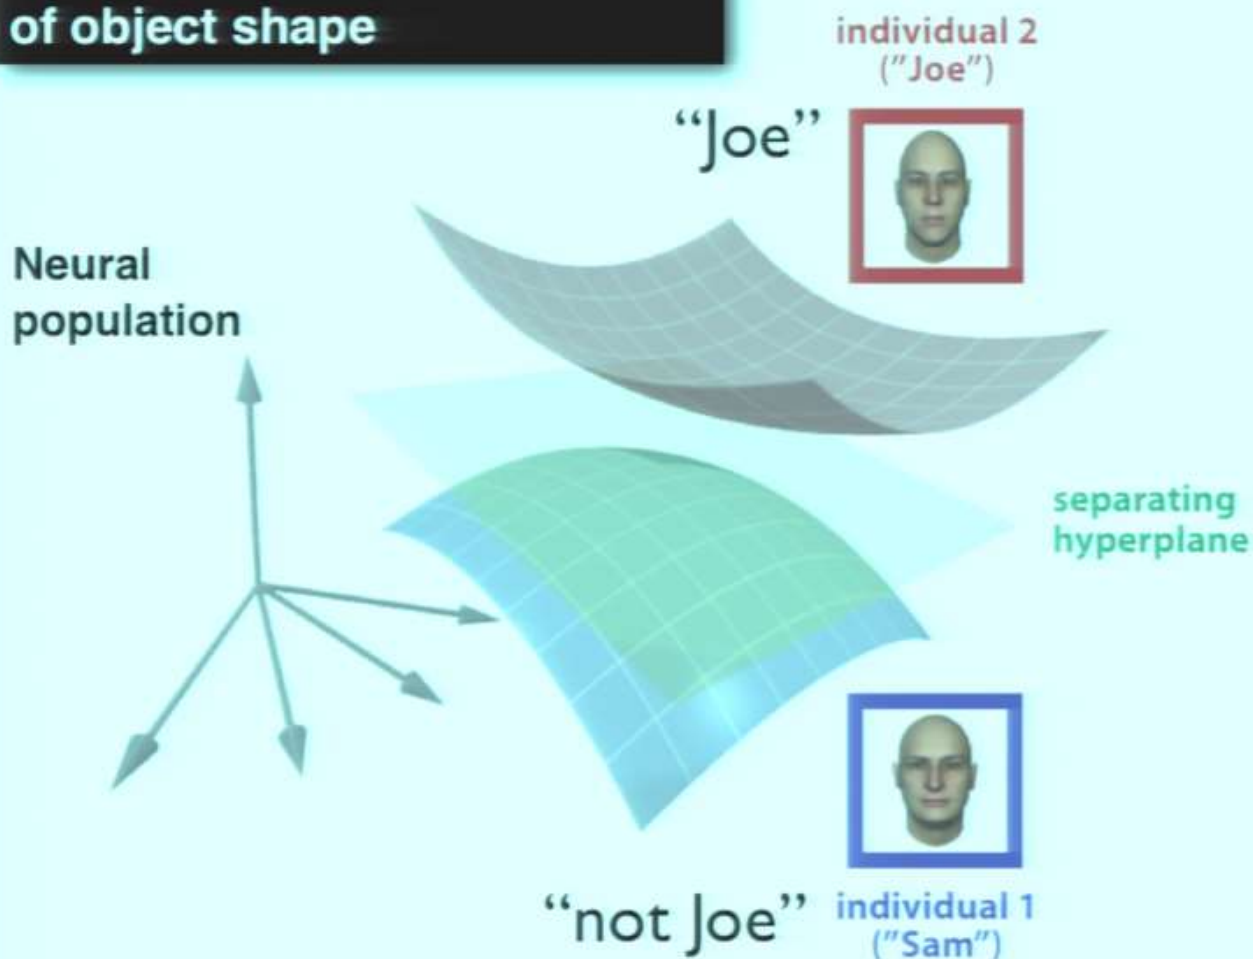 of object shape
individual 2
("Joe")
“Joe”
Neural
population
separating
hyperplane
“not Joe”
individual 1
("Sam")